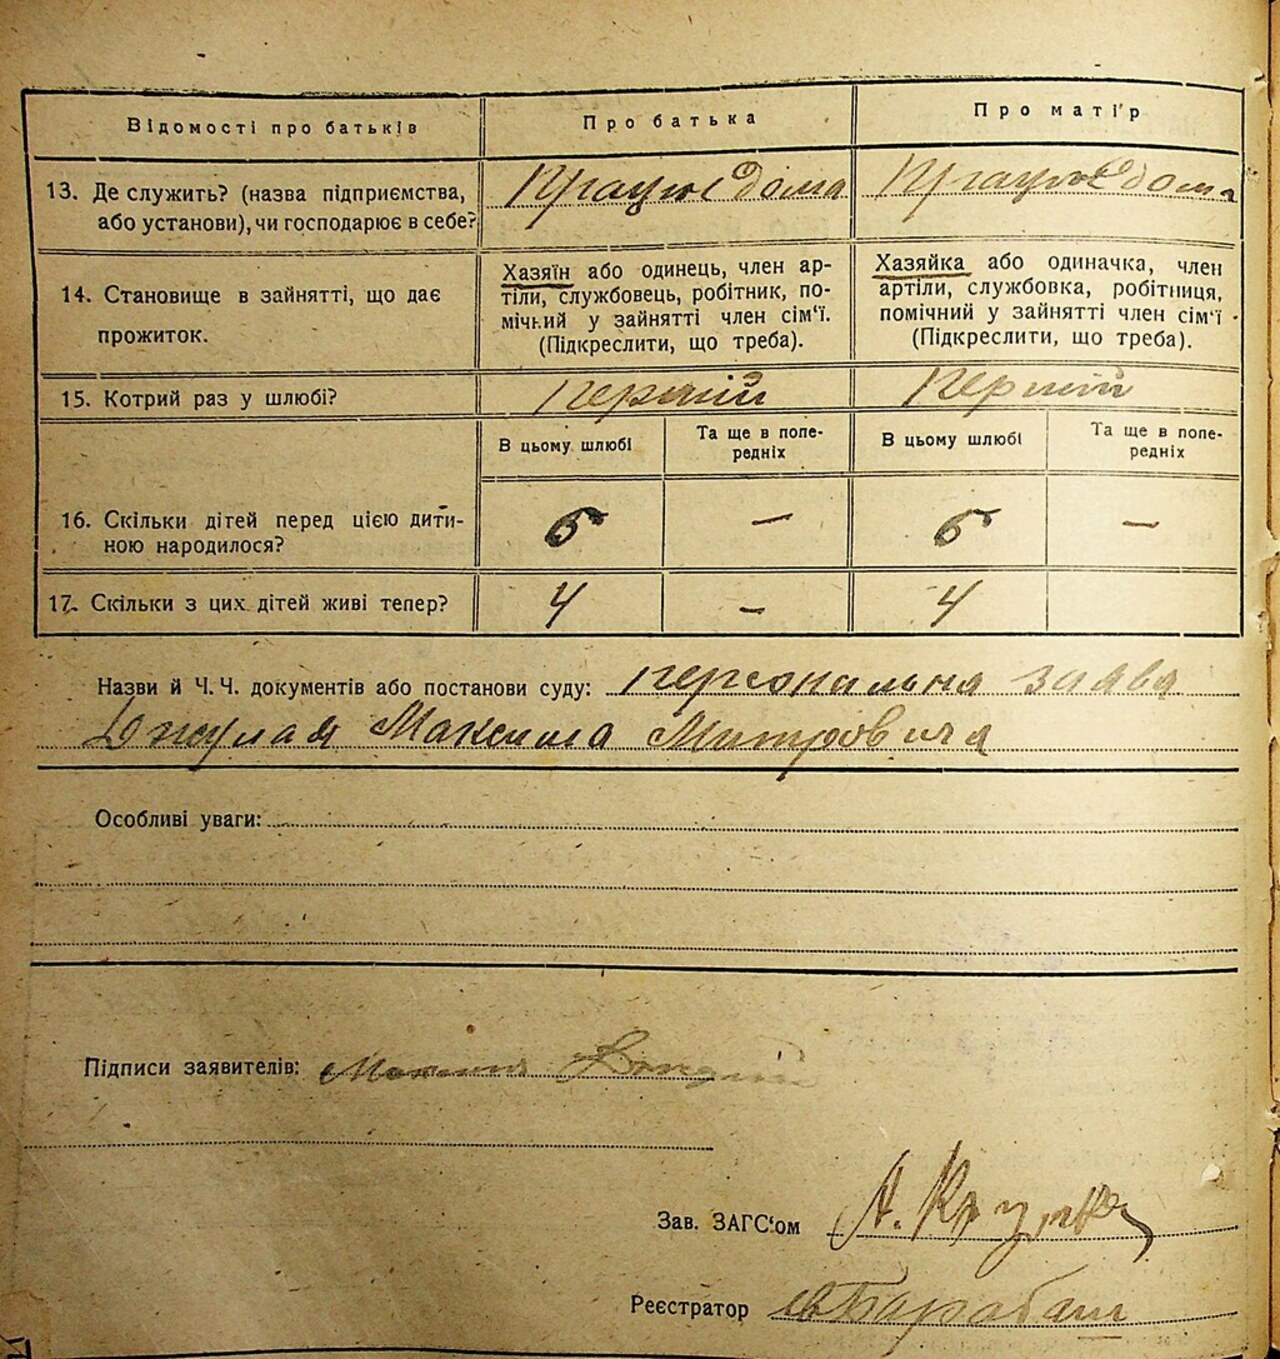 Відомості про батьків
Про батька
Про матір
13. Де служить? (назва підприємства,
або установи), чи господарює в себе?
Працює дома
Працює дома
14. Становище в зайнятті, що дає
прожиток.
Хазяїн або одинець, член ар-
тіли, службовець, робітник, по-
мічний у зайнятті член сім'ї.
(Підкреслити, що треба).
Хазяйка або одиначка, член
артіли, службовка, робітниця,
помічний у зайнятті член сім'ї
(Підкреслити, що треба).
15. Котрий раз у шлюбі?
Перший
Перший
В цьому шлюбі
Та ще в попе-
редніх
В цьому шлюбі
Та ще в попе-
редніх
16. Скільки дітей перед цією дити-
ною народилося?
—
—
17. Скільки з цих дітей живі тепер?
4
—
4
Назви й Ч. Ч. документів або постанови суду: персональна заява
Максима Митровича
Особливі уваги:
Підписи заявителів:
Зав. ЗАГС'ом А.
Реєстратор Барабаш